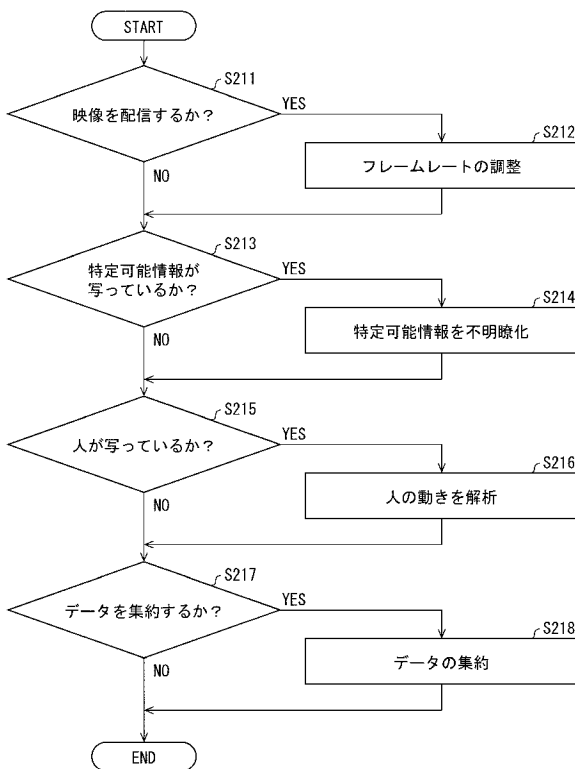 START
S211
映像を配信するか?
YES
S212
フレームレートの調整
NO
S213
特定可能情報が
写っているか?
YES
S214
特定可能情報を不明瞭化
NO
S215
人が写っているか?
YES
S216
人の動きを解析
NO
S217
データを集約するか?
YES
S218
データの集約
NO
END